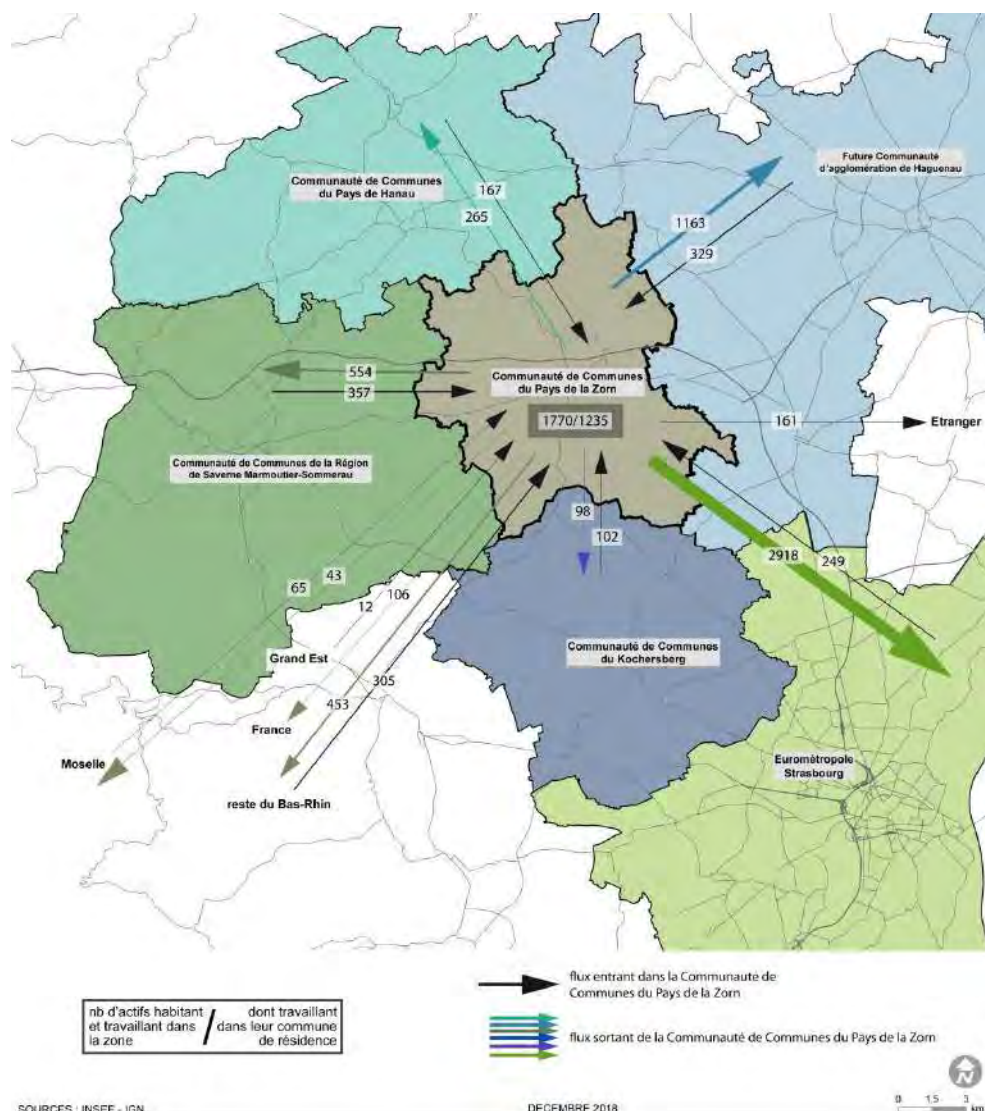 Communauté de Communes
du Pays de Hanau
Future Communauté
d'agglomération de Haguenau
167
265
1163
329
554
357
Communauté de Communes
du Pays de la Zorn
1770/1235
161
Etranger
Communauté de Communes de la Région
de Saverne Marmoutier-Sommerau
98
102
2918
249
65
43
12
106
Grand Est
Communauté de Communes
du Kochersberg
305
453
France
Moselle
reste du Bas-Rhin
Eurométropole
Strasbourg
flux entrant dans la Communauté de
Communes du Pays de la Zorn
nb d'actifs habitant
et travaillant dans
la zone
/
dont travaillant
dans leur commune
de résidence
flux sortant de la Communauté de Communes du Pays de la Zorn
N
0 1,5 3
km
SOURCES : INSEE - IGN
DECEMBRE 2018